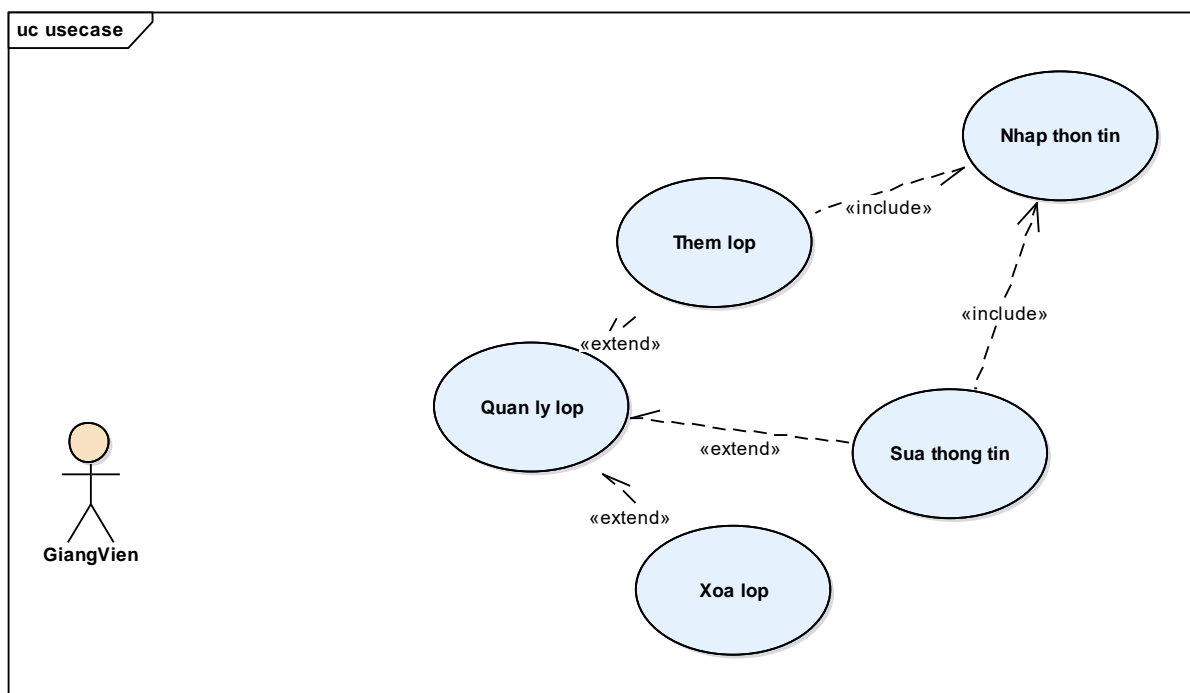 uc usecase
Nhap thon tin
«include»
Them lop
«include»
«extend»
Quan ly lop
«extend»
Sua thong tin
«extend»
GiangVien
Xoa lop